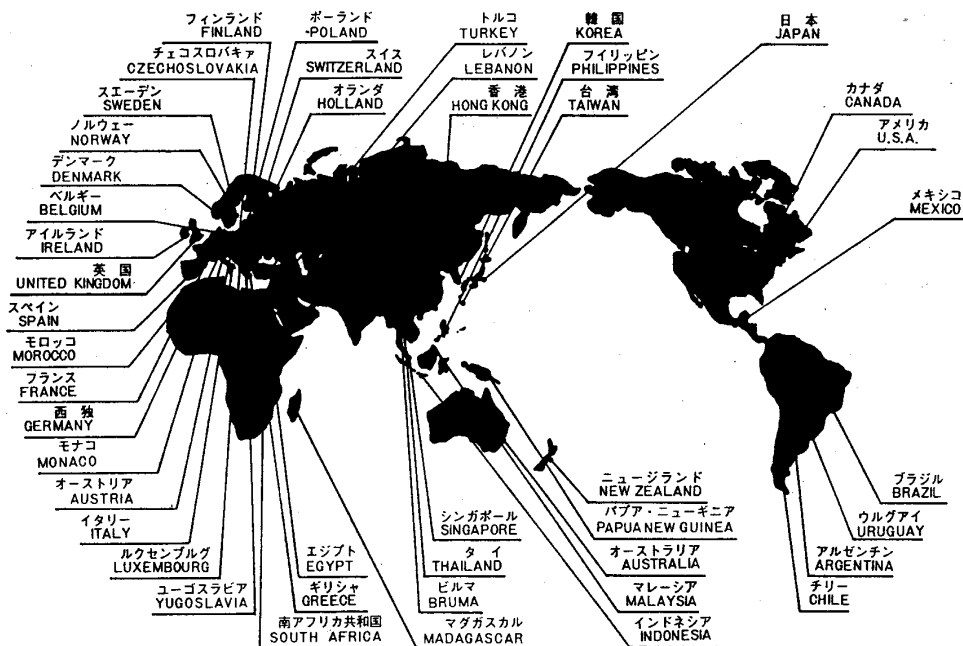 フィンランド
FINLAND
ポーランド
-POLAND
トルコ
TURKEY
韓国
KOREA
日本
JAPAN
チェコスロバキァ
CZECHOSLOVAKIA
スイス
SWITZERLAND
レバノン
LEBANON
フイリッピン
PHILIPPINES
スエーデン
SWEDEN
オランダ
HOLLAND
香港
HONG KONG
台湾
TAIWAN
カナダ
CANADA
ノルウェー
NORWAY
アメリカ
U.S.A.
デンマーク
DENMARK
ベルギー
BELGIUM
メキシコ
MEXICO
アイルランド
IRELAND
英国
UNITED KINGDOM
スペイン
SPAIN
モロッコ
MOROCCO
フランス
FRANCE
西独
GERMANY
モナコ
MONACO
オーストリア
AUSTRIA
イタリー
ITALY
ルクセンブルグ
LUXEMBOURG
ユーゴスラビア
YUGOSLAVIA
エジプト
EGYPT
ギリシャ
GREECE
南アフリカ共和国
SOUTH AFRICA
シンガポール
SINGAPORE
タイ
THAILAND
ビルマ
BRUMA
マダガスカル
MADAGASCAR
ニュージランド
NEW ZEALAND
パプア・ニューギニア
PAPUA NEW GUINEA
オーストラリア
AUSTRALIA
マレーシア
MALAYSIA
インドネシア
INDONESIA
ブラジル
BRAZIL
ウルグアイ
URUGUAY
アルゼンチン
ARGENTINA
チリー
CHILE